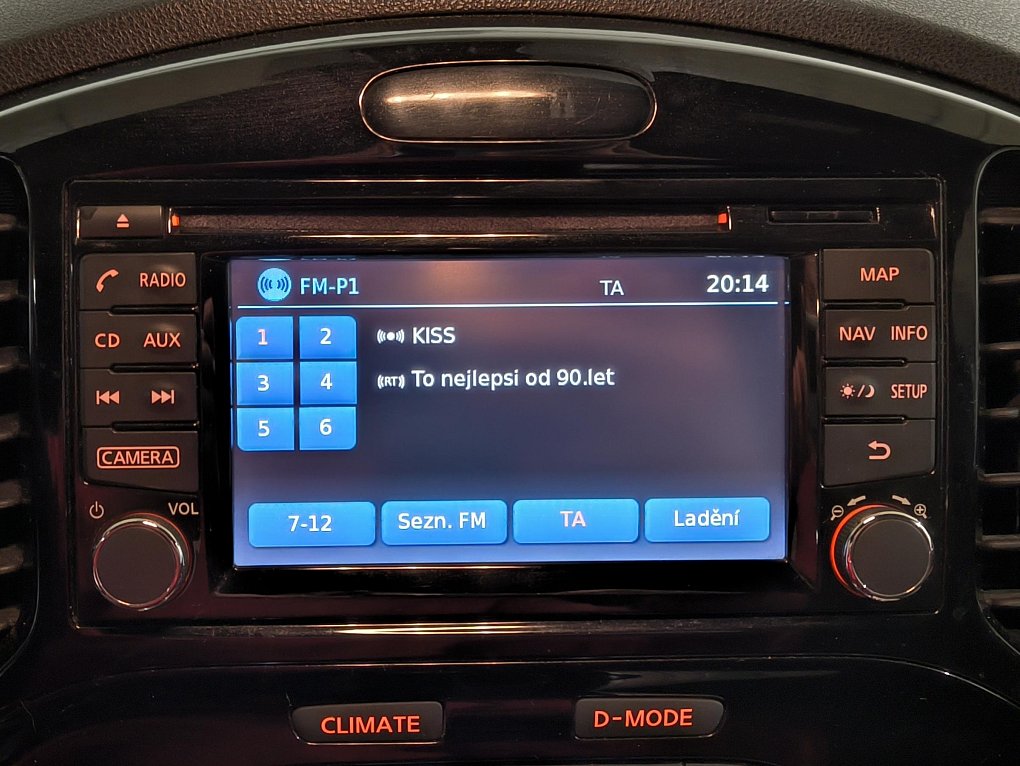 FM-P1 TA 20:14
1 2
3 4
5 6
KISS
(RT) To nejlepsi od 90.let
7-12 Sezn. FM TA Ladění
RADIO
CD AUX
CAMERA
VOL
MAP
NAV INFO
SETUP
CLIMATE D-MODE